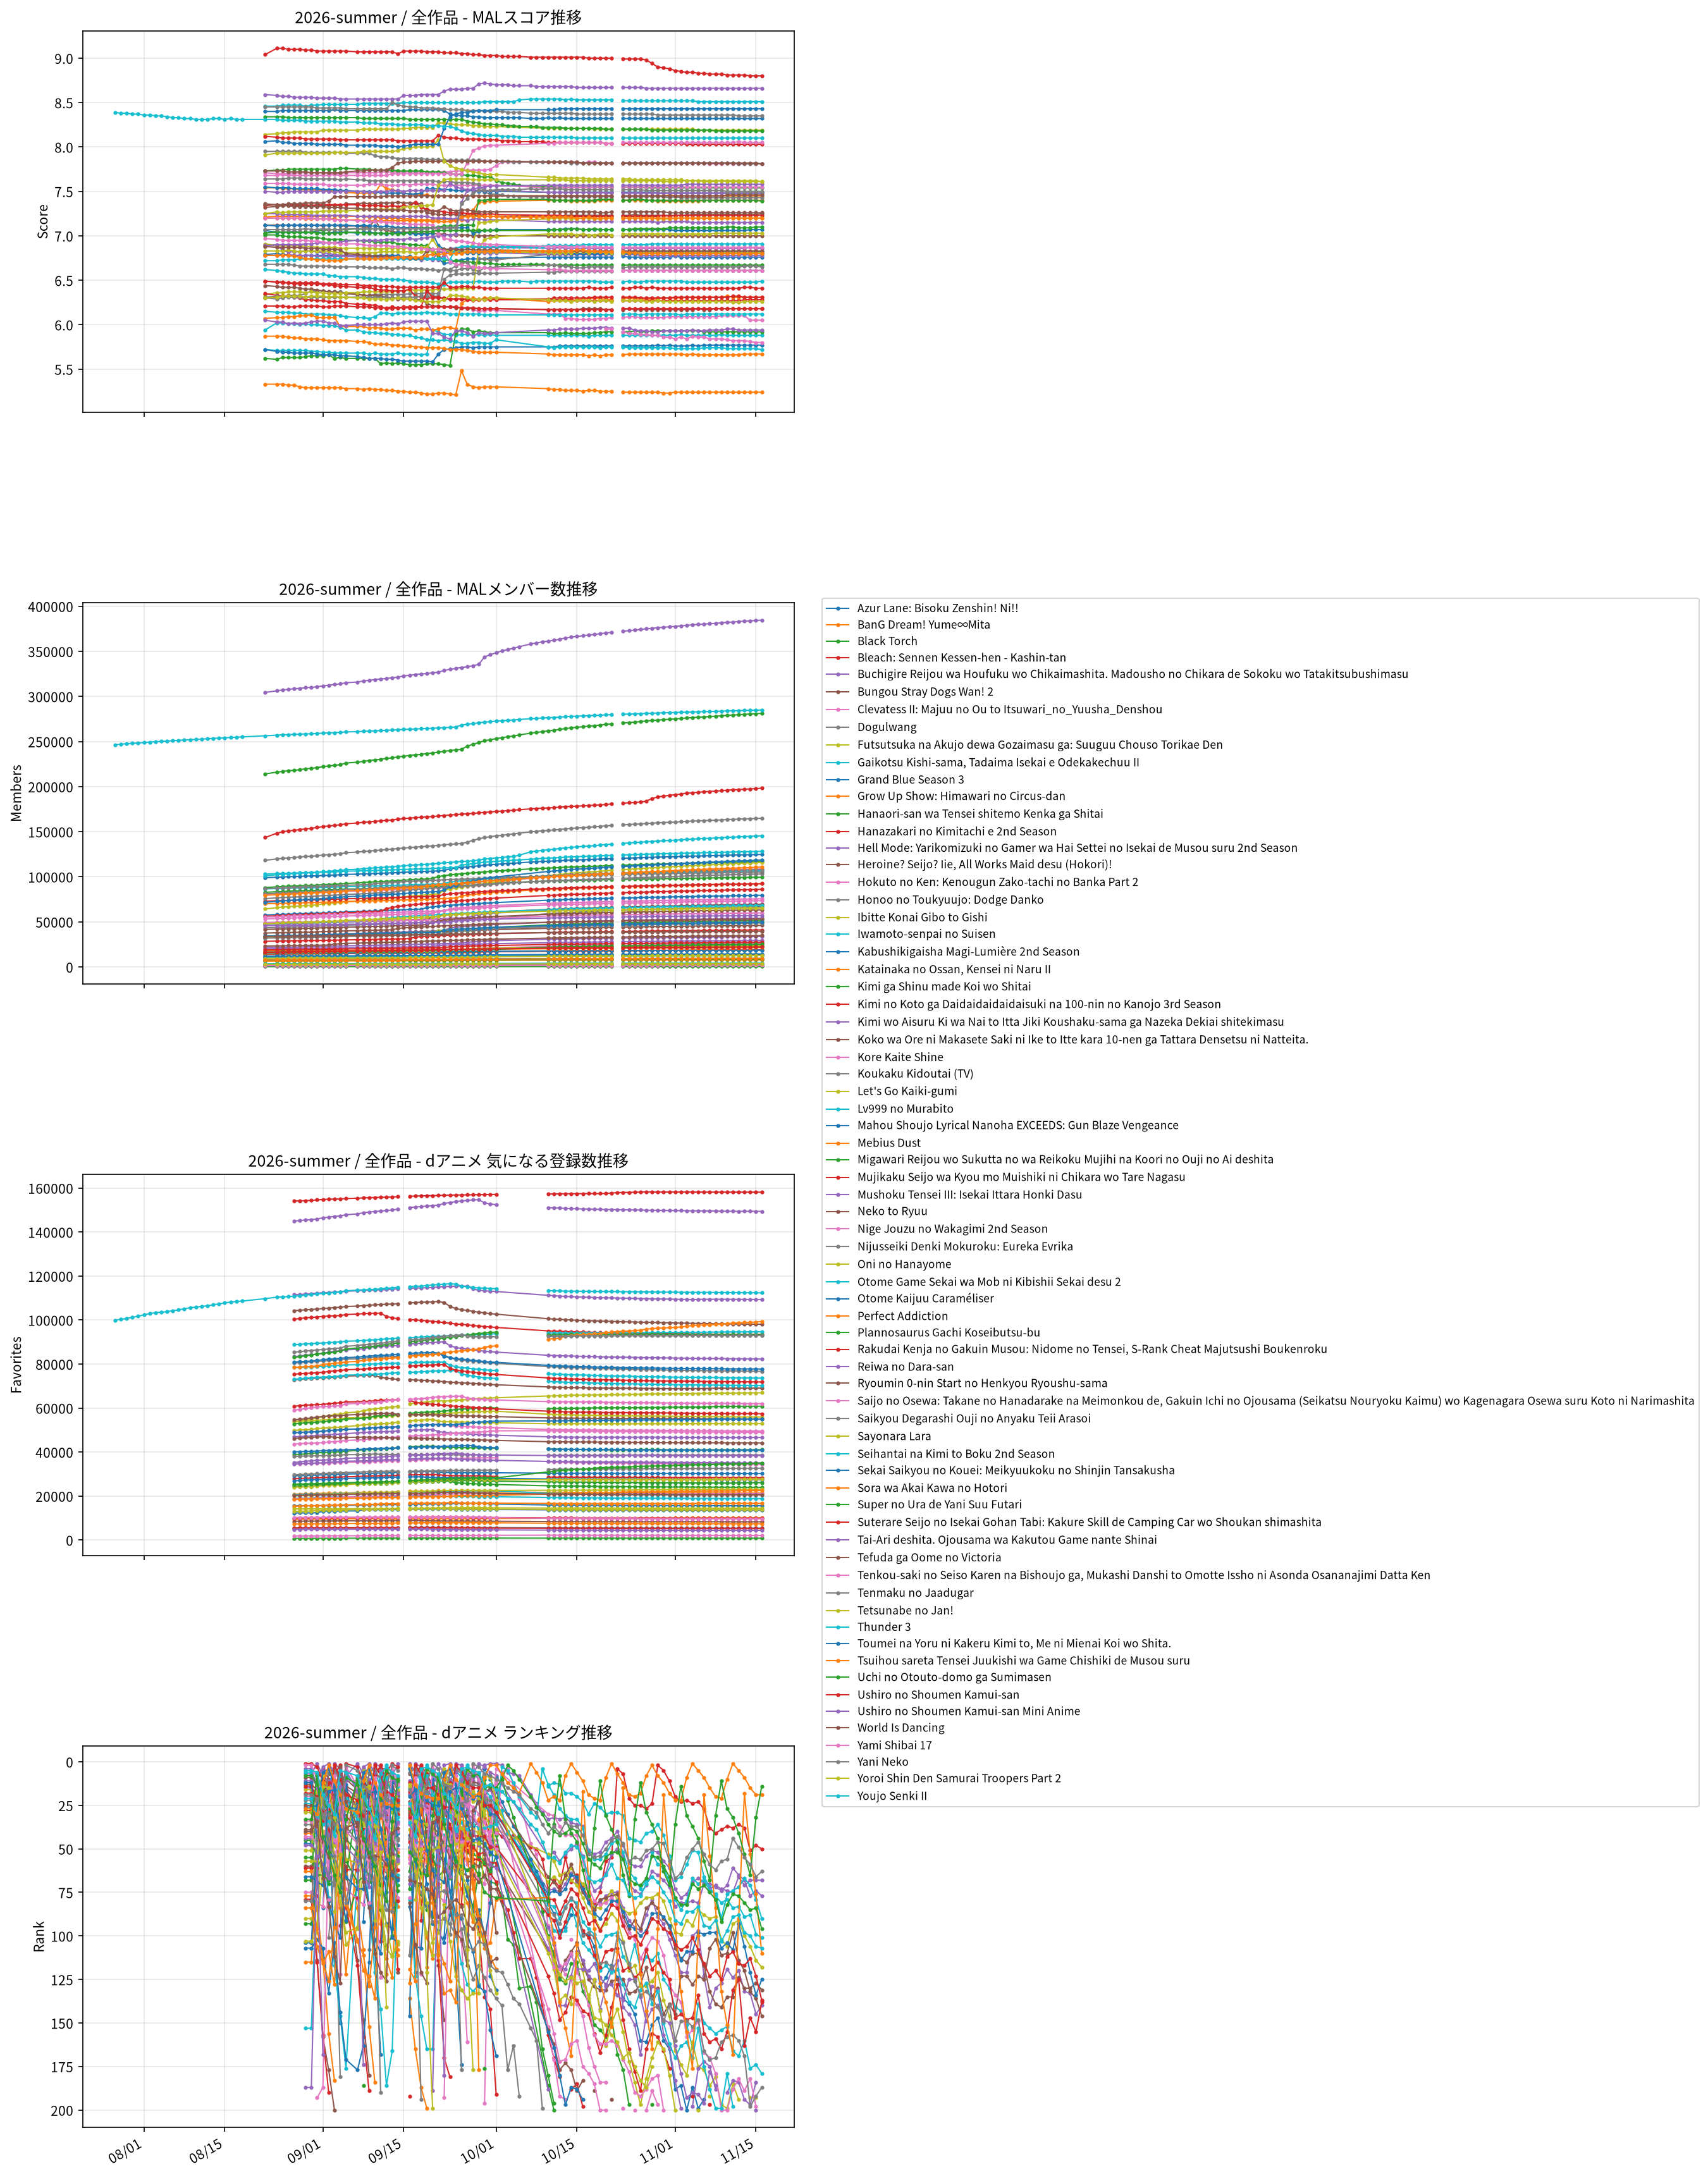 2026-summer / 全作品 - MALスコア推移
9.0
8.5
8.0
7.5
7.0
6.5
6.0
5.5
Score
2026-summer / 全作品 - MALメンバー数推移
400000
350000
300000
250000
200000
150000
100000
50000
0
Members
Azur Lane: Bisoku Zenshin! Ni!!
BanG Dream! Yume∞Mita
Black Torch
Bleach: Sennen Kessen-hen - Kashin-tan
Buchigire Reijou wa Houfuku wo Chikaimashita. Madousho no Chikara de Sokoku wo Tatakitsubushimasu
Bungou Stray Dogs Wan! 2
Clevatess II: Majuu no Ou to Itsuwari_no_Yuusha_Denshou
Dogulwang
Futsutsuka na Akujo dewa Gozaimasu ga: Suuguu Chouso Torikae Den
Gaikotsu Kishi-sama, Tadaima Isekai e Odekakechuu II
Grand Blue Season 3
Grow Up Show: Himawari no Circus-dan
Hanaori-san wa Tensei shitemo Kenka ga Shitai
Hanazakari no Kimitachi e 2nd Season
Hell Mode: Yarikomizuki no Gamer wa Hai Settei no Isekai de Musou suru 2nd Season
Heroine? Seijo? Iie, All Works Maid desu (Hokori)!
Hokuto no Ken: Kenougun Zako-tachi no Banka Part 2
Honoo no Toukyuujo: Dodge Danko
Ibitte Konai Gibo to Gishi
Iwamoto-senpai no Suisen
Kabushikigaisha Magi-Lumière 2nd Season
Katainaka no Ossan, Kensei ni Naru II
Kimi ga Shinu made Koi wo Shitai
Kimi no Koto ga Daidaidaidaidaisuki na 100-nin no Kanojo 3rd Season
Kimi wo Aisuru Ki wa Nai to Itta Jiki Koushaku-sama ga Nazeka Dekiai shitekimasu
Koko wa Ore ni Makasete Saki ni Ike to Itte kara 10-nen ga Tattara Densetsu ni Natteita.
Kore Kaite Shine
Koukaku Kidoutai (TV)
Let's Go Kaiki-gumi
Lv999 no Murabito
Mahou Shoujo Lyrical Nanoha EXCEEDS: Gun Blaze Vengeance
Mebius Dust
Migawari Reijou wo Sukutta no wa Reikoku Mujihi na Koori no Ouji no Ai deshita
Mujikaku Seijo wa Kyou mo Muishiki ni Chikara wo Tare Nagasu
Mushoku Tensei III: Isekai Ittara Honki Dasu
Neko to Ryuu
Nige Jouzu no Wakagimi 2nd Season
Nijusseiki Denki Mokuroku: Eureka Evrika
Oni no Hanayome
Otome Game Sekai wa Mob ni Kibishii Sekai desu 2
Otome Kaijuu Caraméliser
Perfect Addiction
Plannosaurus Gachi Koseibutsu-bu
Rakudai Kenja no Gakuin Musou: Nidome no Tensei, S-Rank Cheat Majutsushi Boukenroku
Reiwa no Dara-san
Ryoumin 0-nin Start no Henkyou Ryoushu-sama
Saijo no Osewa: Takane no Hanadarake na Meimonkou de, Gakuin Ichi no Ojousama (Seikatsu Nouryoku Kaimu) wo Kagenagara Osewa suru Koto ni Narimashita
Saikyou Degarashi Ouji no Anyaku Teii Arasoi
Sayonara Lara
Seihantai na Kimi to Boku 2nd Season
Sekai Saikyou no Kouei: Meikyuukoku no Shinjin Tansakusha
Sora wa Akai Kawa no Hotori
Super no Ura de Yani Suu Futari
Suterare Seijo no Isekai Gohan Tabi: Kakure Skill de Camping Car wo Shoukan shimashita
Tai-Ari deshita. Ojousama wa Kakutou Game nante Shinai
Tefuda ga Oome no Victoria
Tenkou-saki no Seiso Karen na Bishoujo ga, Mukashi Danshi to Omotte Issho ni Asonda Osananajimi Datta Ken
Tenmaku no Jaadugar
Tetsunabe no Jan!
Thunder 3
Toumei na Yoru ni Kakeru Kimi to, Me ni Mienai Koi wo Shita.
Tsuihou sareta Tensei Juukishi wa Game Chishiki de Musou suru
Uchi no Otouto-domo ga Sumimasen
Ushiro no Shoumen Kamui-san
Ushiro no Shoumen Kamui-san Mini Anime
World Is Dancing
Yami Shibai 17
Yani Neko
Yoroi Shin Den Samurai Troopers Part 2
Youjo Senki II
2026-summer / 全作品 - dアニメ 気になる登録数推移
160000
140000
120000
100000
80000
60000
40000
20000
0
Favorites
2026-summer / 全作品 - dアニメ ランキング推移
0
25
50
75
100
125
150
175
200
Rank
08/01
08/15
09/01
09/15
10/01
10/15
11/01
11/15